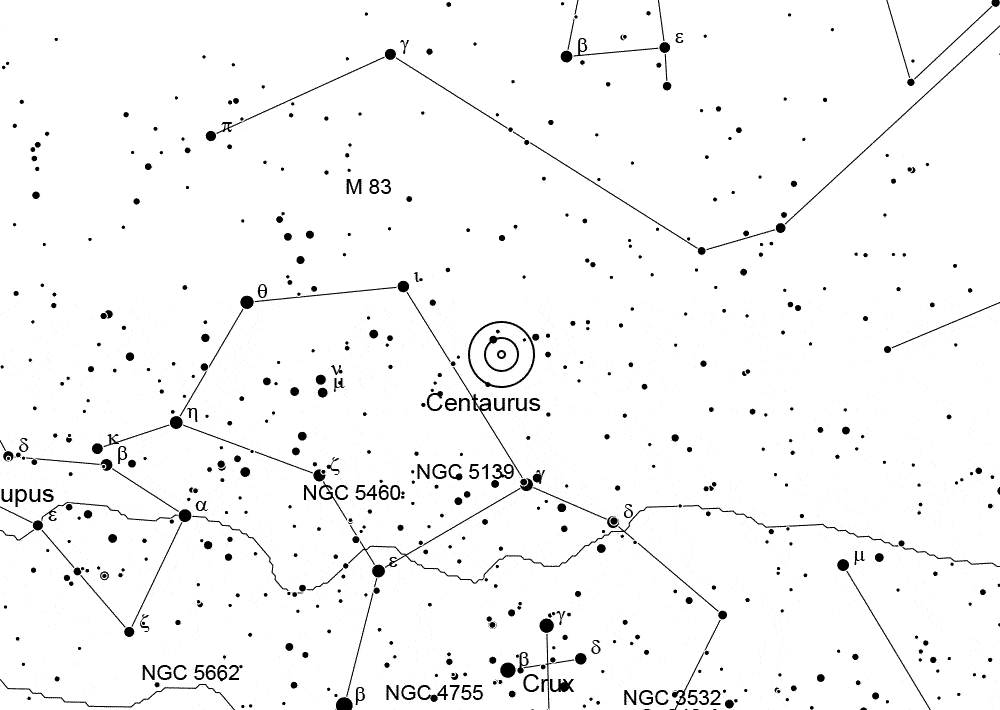 γ
β
ε
π
M 83
θ
ι
ν
μ
Centaurus
η
κ
δ
β
ζ
NGC 5139
γ
NGC 5460
upus
α
ε
δ
ε
μ
ζ
γ
δ
β
NGC 5662
Crux
β
NGC 4755
NGC 3532